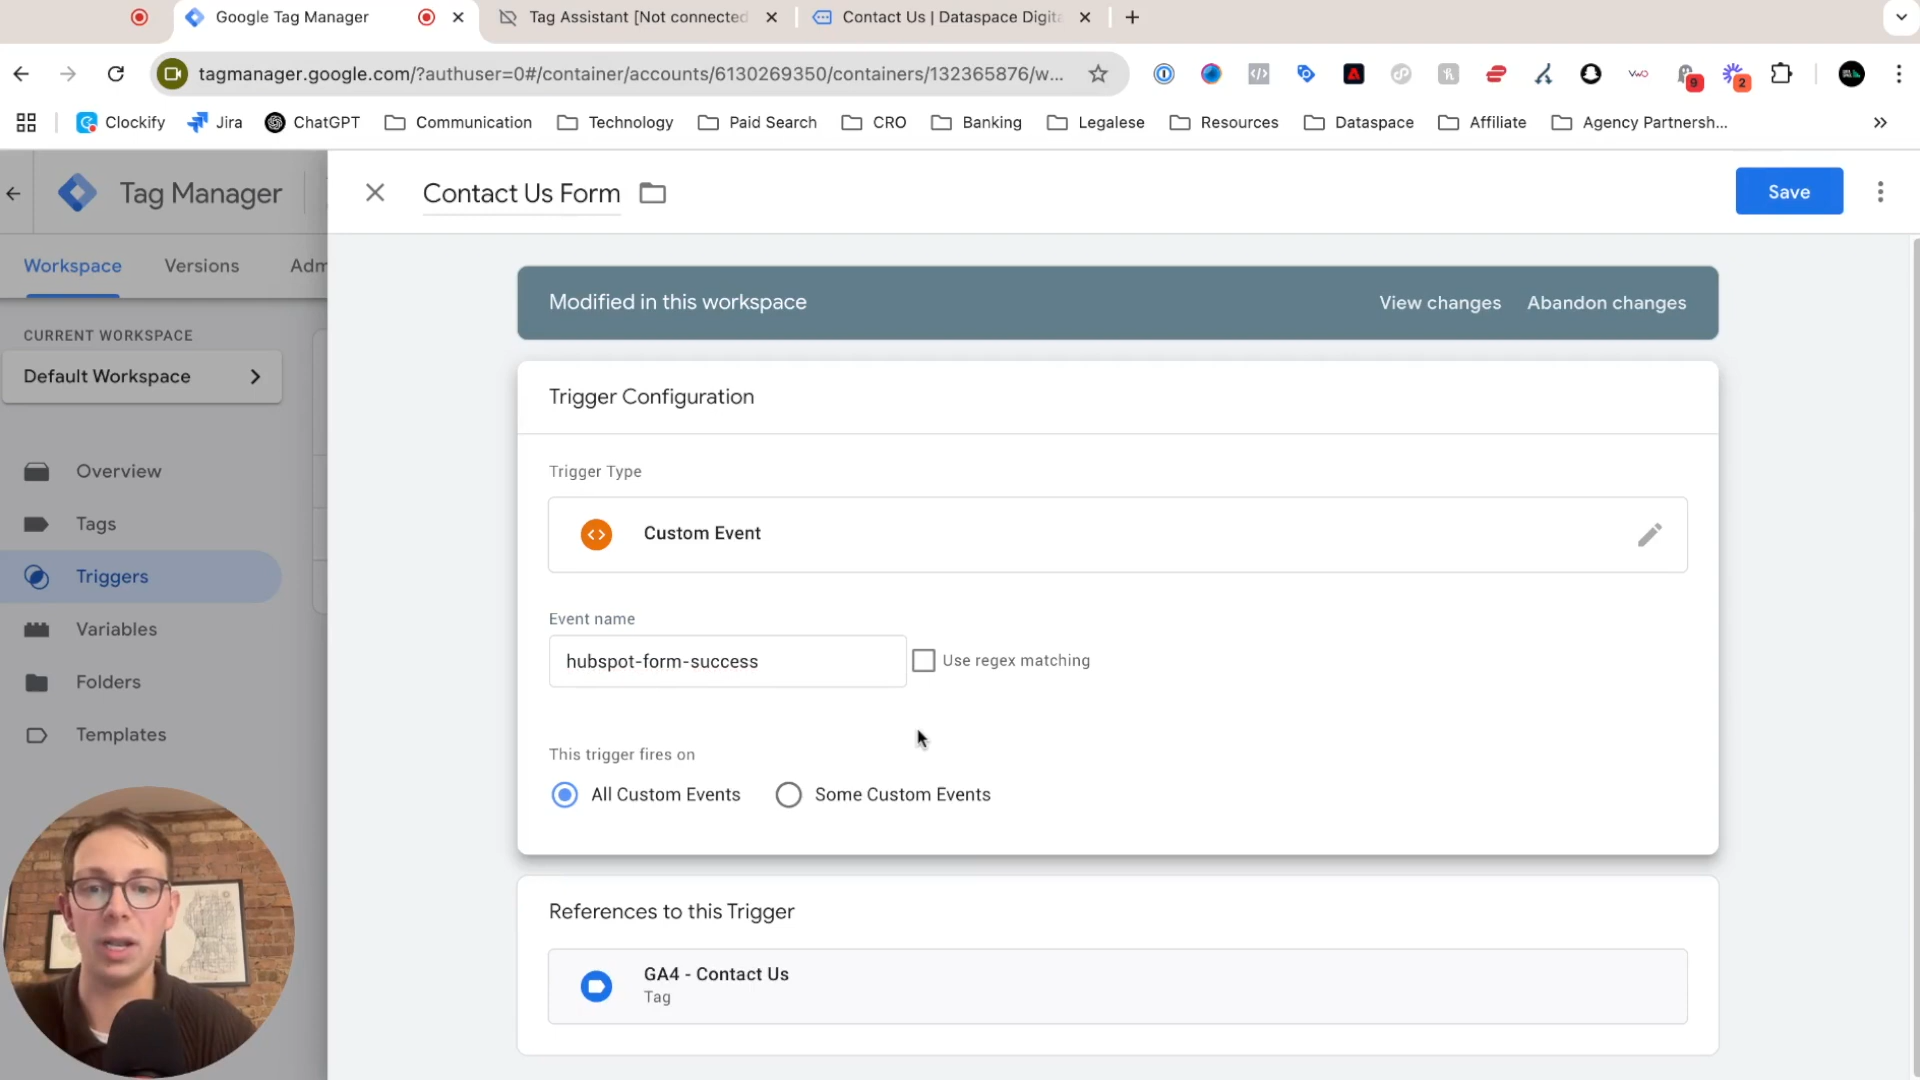 Google Tag Manager
Tag Assistant [Not connected
Contact Us | Dataspace Digita
tagmanager.google.com/?authuser=0#/container/accounts/6130269350/containers/132365876/w...
9
2
Clockify
Jira
ChatGPT
Communication
Technology
Paid Search
CRO
Banking
Legalese
Resources
Dataspace
Affiliate
Agency Partnersh...
Tag Manager
Contact Us Form
Save
Workspace
Versions
Adm
Modified in this workspace
View changes
Abandon changes
CURRENT WORKSPACE
Default Workspace
Overview
Tags
Triggers
Variables
Folders
Templates
Trigger Configuration
Trigger Type
Custom Event
Event name
hubspot-form-success
Use regex matching
This trigger fires on
All Custom Events
Some Custom Events
References to this Trigger
GA4 - Contact Us
Tag